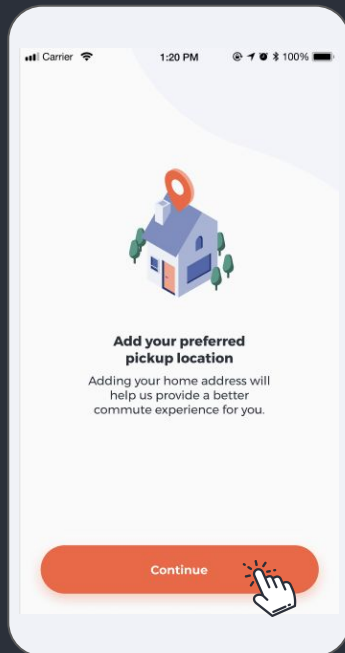 Carrier 1:20 PM 100%
Add your preferred
pickup location
Adding your home address will
help us provide a better
commute experience for you.
Continue